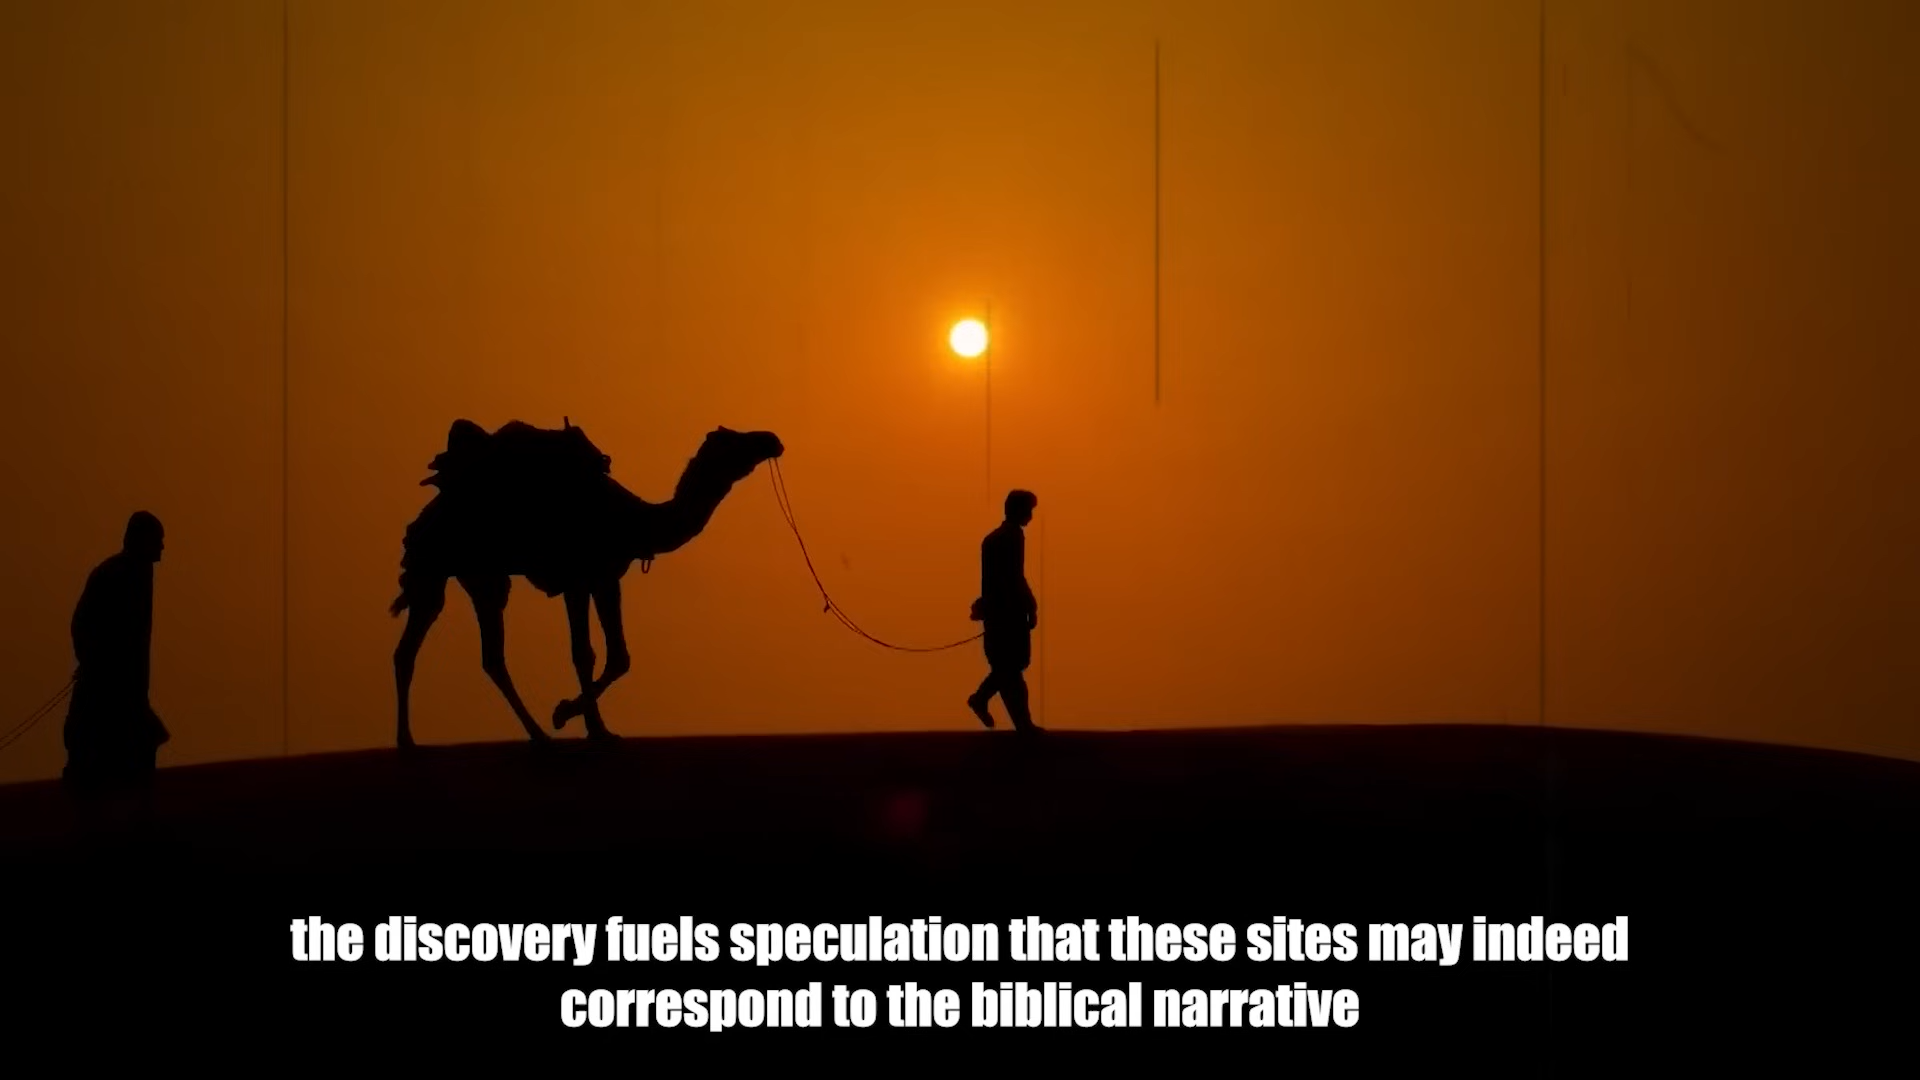 the discovery fuels speculation that these sites may indeed
correspond to the biblical narrative